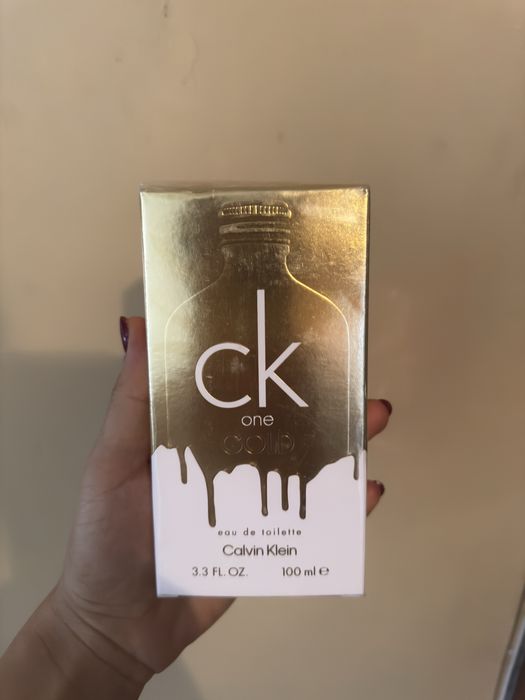 ck
one
GOLD
eau de toilette
Calvin Klein
3.3 FL. OZ. 100 ml ℮